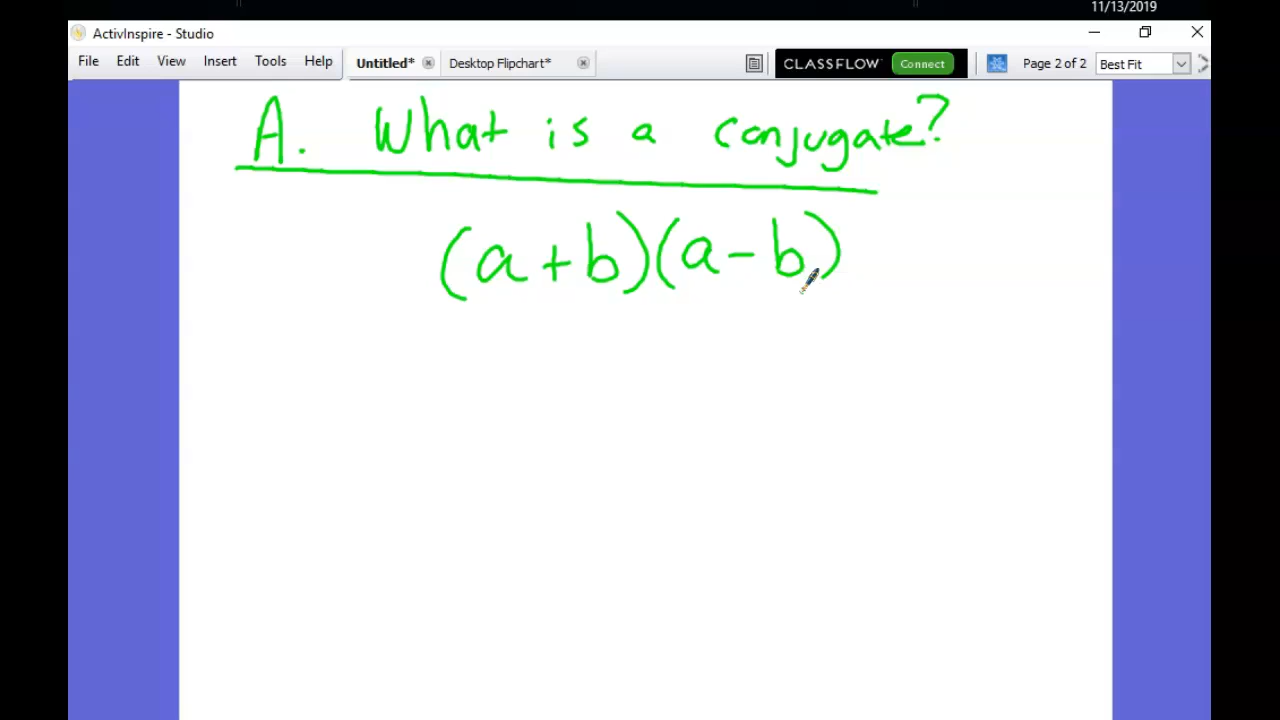 11/13/2019
ActivInspire - Studio
File Edit View Insert Tools Help Untitled* Desktop Flipchart* CLASSFLOW Connect Page 2 of 2 Best Fit
A. What is a conjugate?
(a+b)(a-b)